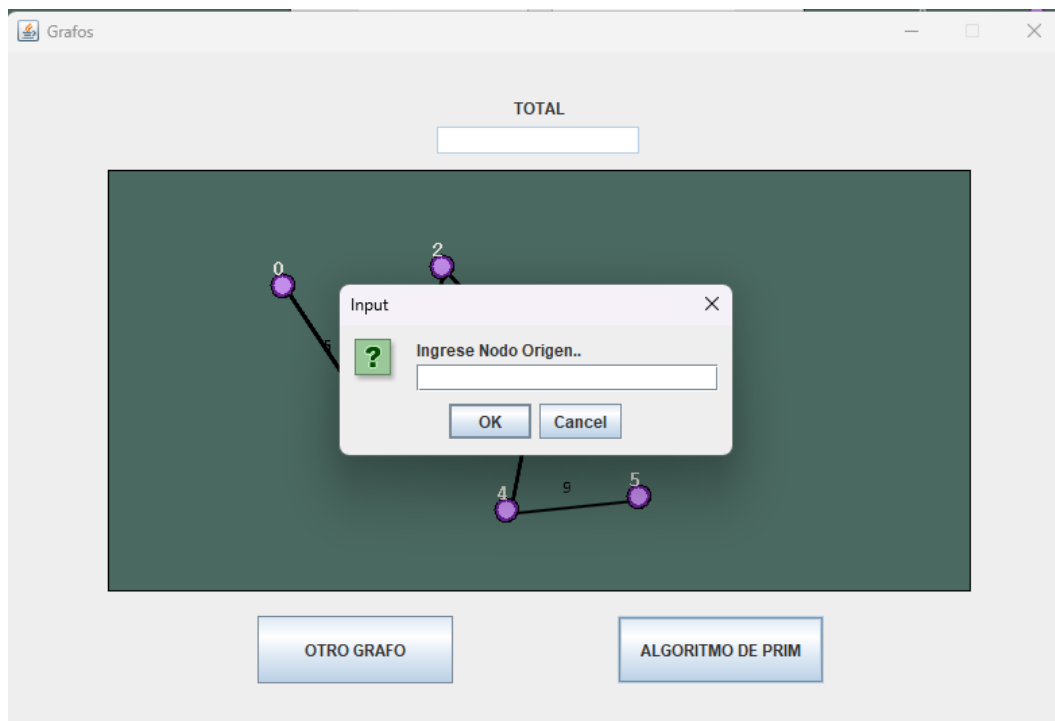 Grafos
TOTAL
2
0
Input
Ingrese Nodo Origen..
OK
Cancel
4
9
5
OTRO GRAFO
ALGORITMO DE PRIM